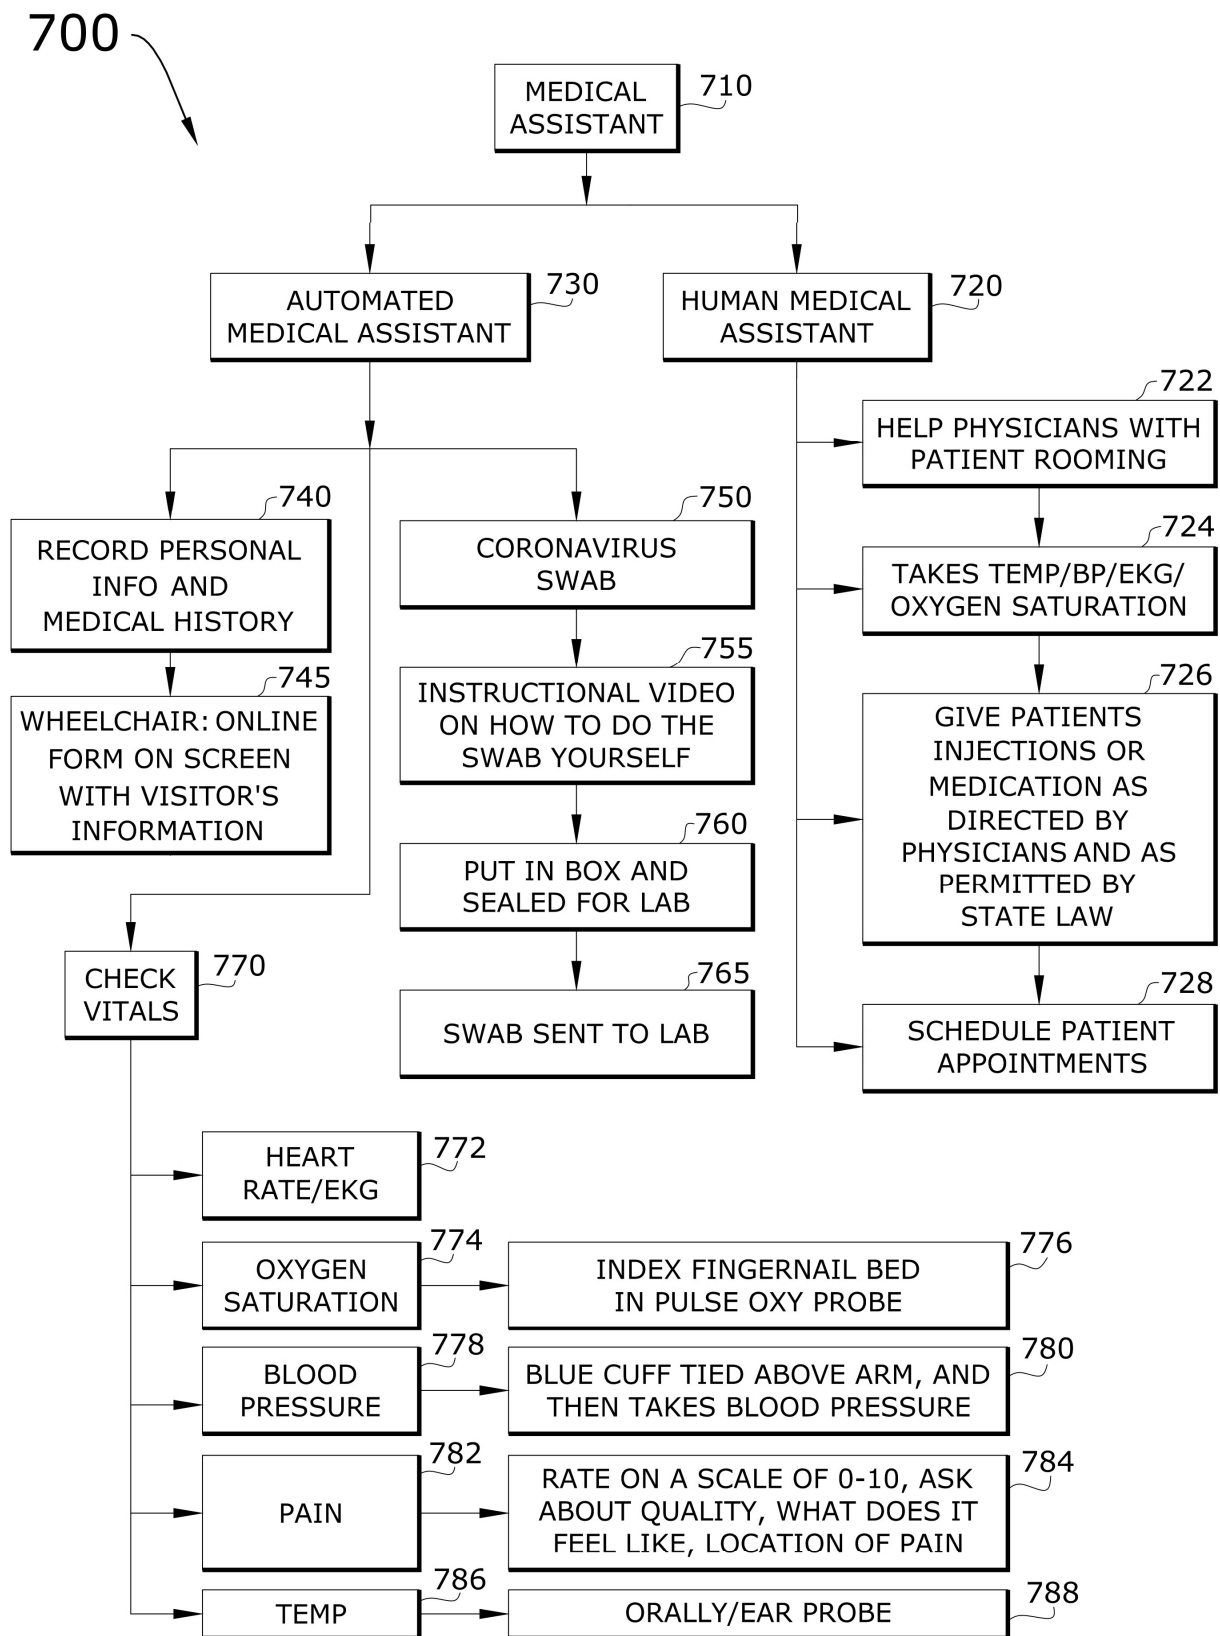 700
MEDICAL
ASSISTANT
710
AUTOMATED
MEDICAL ASSISTANT
730
HUMAN MEDICAL
ASSISTANT
720
722
HELP PHYSICIANS WITH
PATIENT ROOMING
724
TAKES TEMP/BP/EKG/
OXYGEN SATURATION
726
GIVE PATIENTS
INJECTIONS OR
MEDICATION AS
DIRECTED BY
PHYSICIANS AND AS
PERMITTED BY
STATE LAW
728
SCHEDULE PATIENT
APPOINTMENTS
740
RECORD PERSONAL
INFO AND
MEDICAL HISTORY
745
WHEELCHAIR: ONLINE
FORM ON SCREEN
WITH VISITOR'S
INFORMATION
750
CORONAVIRUS
SWAB
755
INSTRUCTIONAL VIDEO
ON HOW TO DO THE
SWAB YOURSELF
760
PUT IN BOX AND
SEALED FOR LAB
765
SWAB SENT TO LAB
CHECK
VITALS
770
HEART
RATE/EKG
772
OXYGEN
SATURATION
774
INDEX FINGERNAIL BED
IN PULSE OXY PROBE
776
BLOOD
PRESSURE
778
BLUE CUFF TIED ABOVE ARM, AND
THEN TAKES BLOOD PRESSURE
780
PAIN
782
RATE ON A SCALE OF 0-10, ASK
ABOUT QUALITY, WHAT DOES IT
FEEL LIKE, LOCATION OF PAIN
784
TEMP
786
ORALLY/EAR PROBE
788